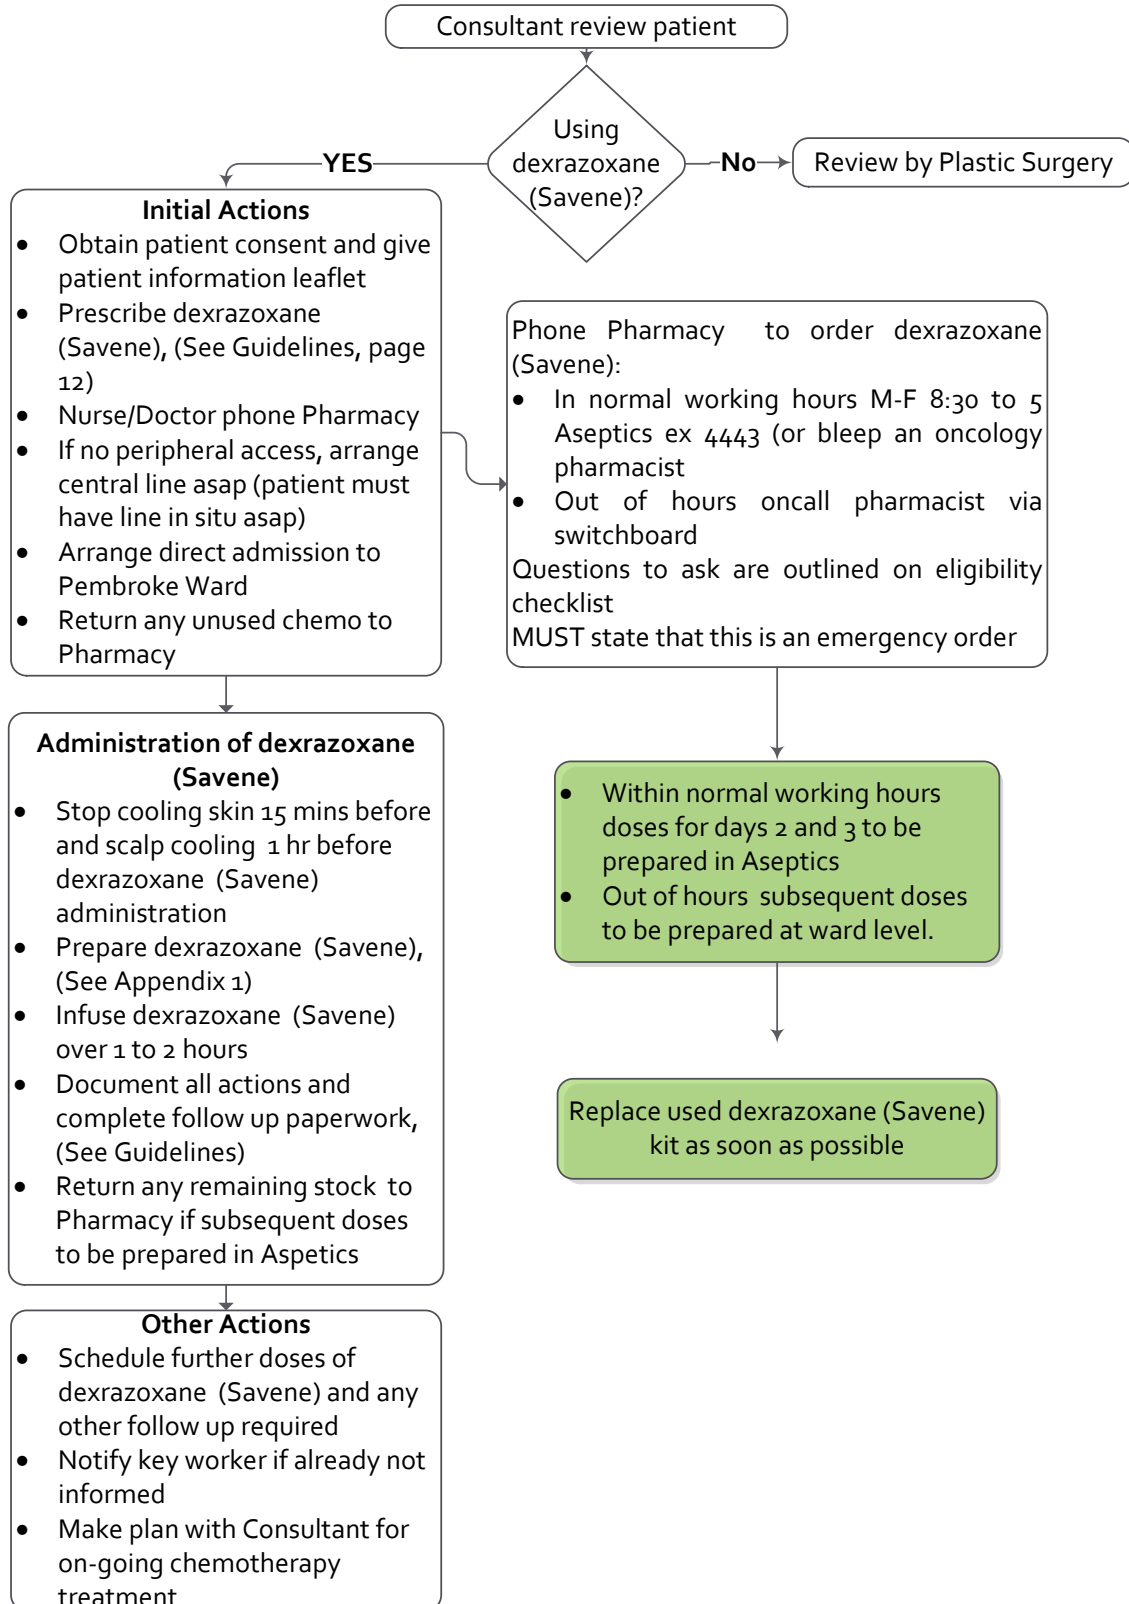 Consultant review patient
Using
dexrazoxane
(Savene)?
YES
No
Review by Plastic Surgery
Initial Actions
• Obtain patient consent and give
patient information leaflet
• Prescribe dexrazoxane
(Savene), (See Guidelines, page
12)
• Nurse/Doctor phone Pharmacy
• If no peripheral access, arrange
central line asap (patient must
have line in situ asap)
• Arrange direct admission to
Pembroke Ward
• Return any unused chemo to
Pharmacy
Phone Pharmacy to order dexrazoxane
(Savene):
• In normal working hours M-F 8:30 to 5
Aseptics ex 4443 (or bleep an oncology
pharmacist
• Out of hours oncall pharmacist via
switchboard
Questions to ask are outlined on eligibility
checklist
MUST state that this is an emergency order
Administration of dexrazoxane
(Savene)
• Stop cooling skin 15 mins before
and scalp cooling 1 hr before
dexrazoxane (Savene)
administration
• Prepare dexrazoxane (Savene),
(See Appendix 1)
• Infuse dexrazoxane (Savene)
over 1 to 2 hours
• Document all actions and
complete follow up paperwork,
(See Guidelines)
• Return any remaining stock to
Pharmacy if subsequent doses
to be prepared in Aspetics
• Within normal working hours
doses for days 2 and 3 to be
prepared in Aseptics
• Out of hours subsequent doses
to be prepared at ward level.
Replace used dexrazoxane (Savene)
kit as soon as possible
Other Actions
• Schedule further doses of
dexrazoxane (Savene) and any
other follow up required
• Notify key worker if already not
informed
• Make plan with Consultant for
on-going chemotherapy
treatment